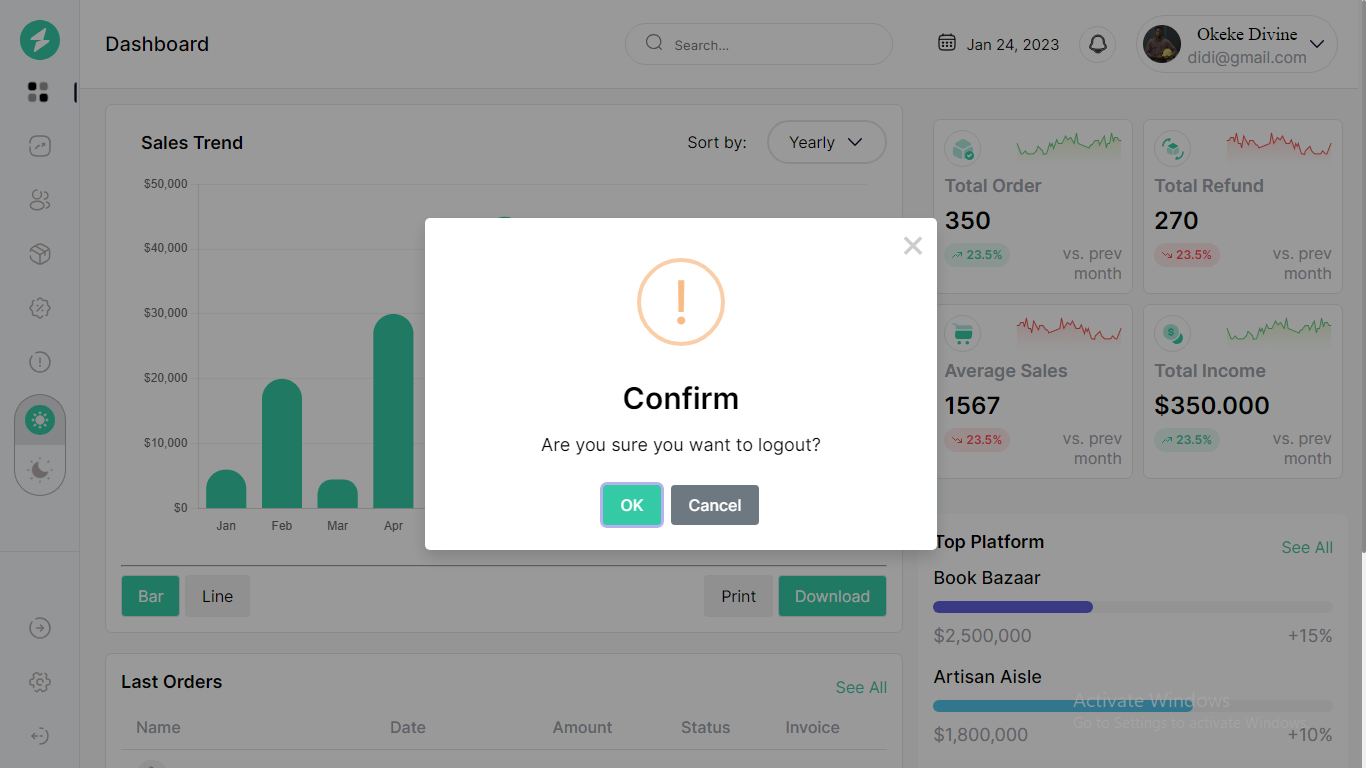 Dashboard
Search...
Jan 24, 2023
Okeke Divine
didi@gmail.com
Sales Trend
Sort by:
Yearly
$50,000
$40,000
$30,000
$20,000
$10,000
$0
Jan
Feb
Mar
Apr
Confirm
Are you sure you want to logout?
OK
Cancel
Bar
Line
Print
Download
Total Order
350
23.5%
vs. prev
month
Total Refund
270
23.5%
vs. prev
month
Average Sales
1567
23.5%
vs. prev
month
Total Income
$350.000
23.5%
vs. prev
month
Top Platform
See All
Book Bazaar
$2,500,000
+15%
Artisan Aisle
$1,800,000
+10%
Last Orders
See All
Name
Date
Amount
Status
Invoice
Activate Windows
Go to Settings to activate Windows.